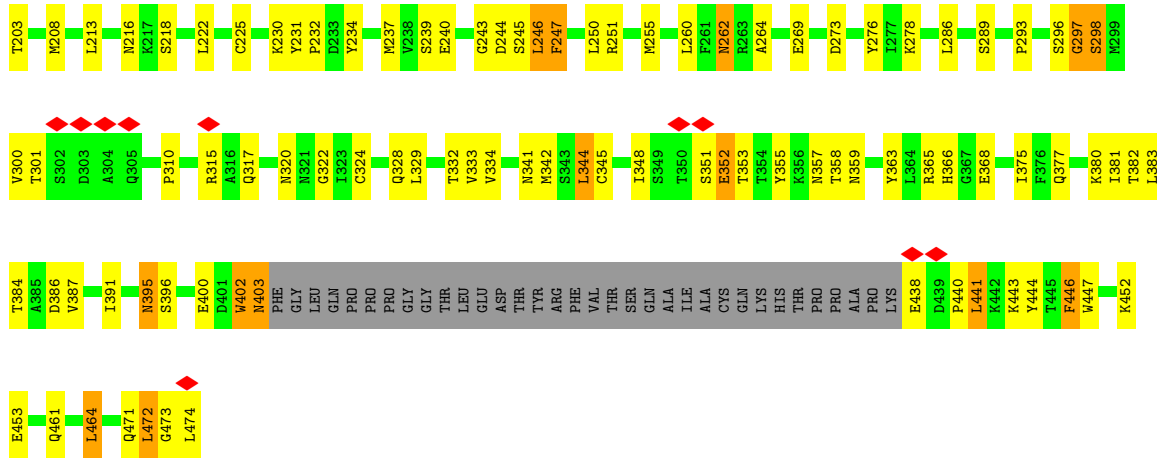 T203 M208 L213 N216 K217 S218 L222 C225 K230 Y231 P232 D233 Y234 M237 V238 S239 E240 G243 D244 S245 L246 F247 L250 R251 M255 L260 F261 N262 R263 A264 E269 D273 Y276 I277 K278 L286 S289 P293 S296 G297 S298 M299
V300 T301 S302 D303 A304 Q305 P310 R315 A316 Q317 N320 N321 G322 I323 C324 Q328 L329 T332 V333 V334 N341 M342 S343 L344 C345 I348 S349 T350 S351 E352 T353 T354 Y355 K356 N357 T358 N359 Y363 L364 R365 H366 G367 E368 I375 F376 Q377 K380 I381 T382 L383
T384 A385 D386 V387 I391 N395 S396 E400 D401 W402 N403 PHE GLY LEU GLN PRO PRO PRO GLY GLY THR LEU GLU ASP THR TYR ARG PHE VAL THR SER GLN ALA ILE ALA CYS GLN LYS HIS THR PRO PRO ALA PRO LYS E438 D439 P440 L441 K442 K443 Y444 T445 F446 W447 K452
E453 Q461 L464 Q471 L472 G473 L474